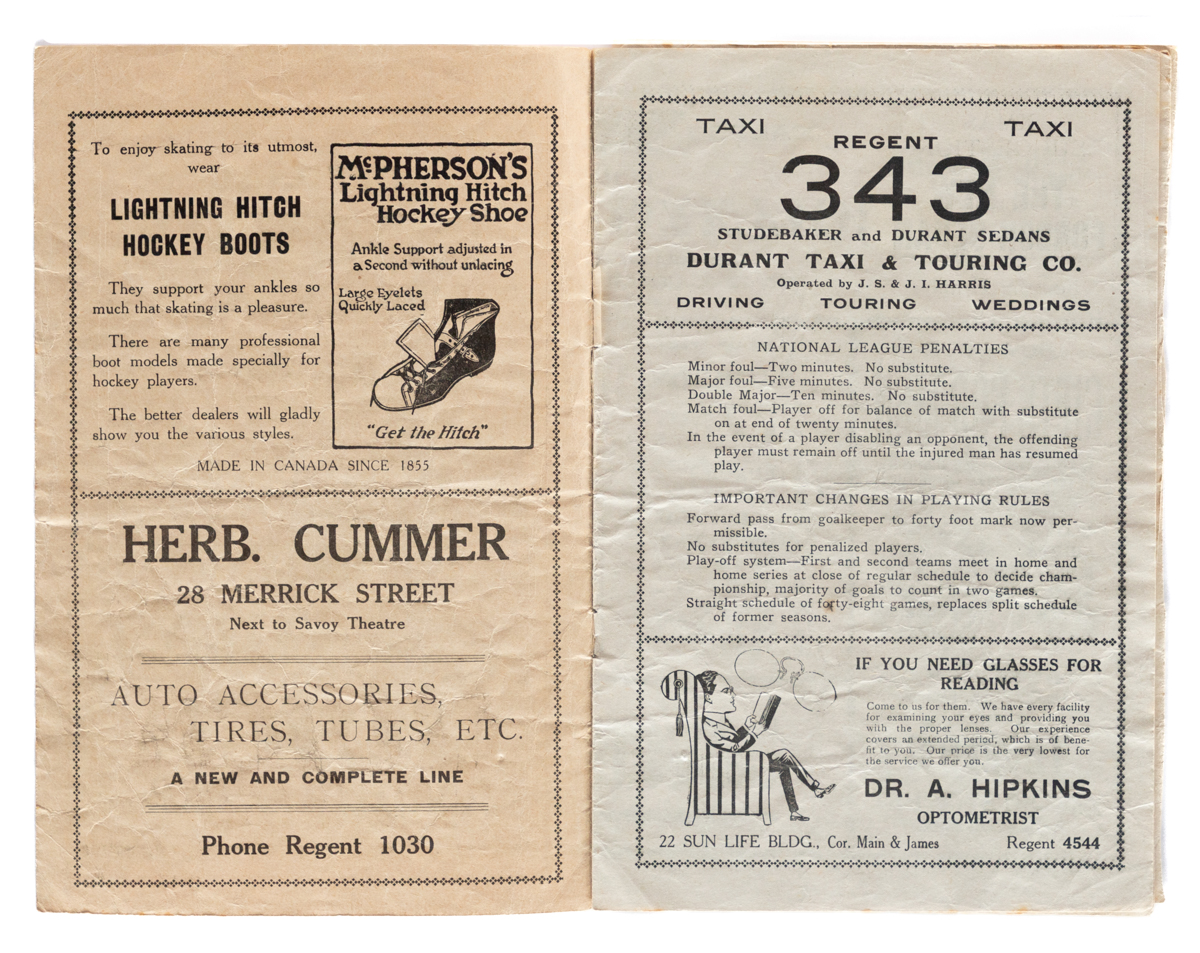 To enjoy skating to its utmost,
wear
LIGHTNING HITCH
HOCKEY BOOTS
They support your ankles so
much that skating is a pleasure.
There are many professional
boot models made specially for
hockey players.
The better dealers will gladly
show you the various styles.
McPHERSON'S
Lightning Hitch
Hockey Shoe
Ankle Support adjusted in
a Second without unlacing
Large Eyelets
Quickly Laced
"Get the Hitch"
MADE IN CANADA SINCE 1855
HERB. CUMMER
28 MERRICK STREET
Next to Savoy Theatre
AUTO ACCESSORIES,
TIRES, TUBES, ETC.
A NEW AND COMPLETE LINE
Phone Regent 1030
TAXI TAXI
REGENT
343
STUDEBAKER and DURANT SEDANS
DURANT TAXI & TOURING CO.
Operated by J. S. & J. I. HARRIS
DRIVING TOURING WEDDINGS
NATIONAL LEAGUE PENALTIES
Minor foul—Two minutes. No substitute.
Major foul—Five minutes. No substitute.
Double Major—Ten minutes. No substitute.
Match foul—Player off for balance of match with substitute
on at end of twenty minutes.
In the event of a player disabling an opponent, the offending
player must remain off until the injured man has resumed
play.
IMPORTANT CHANGES IN PLAYING RULES
Forward pass from goalkeeper to forty foot mark now per-
missible.
No substitutes for penalized players.
Play-off system—First and second teams meet in home and
home series at close of regular schedule to decide cham-
pionship, majority of goals to count in two games.
Straight schedule of forty-eight games, replaces split schedule
of former seasons.
IF YOU NEED GLASSES FOR
READING
Come to us for them. We have every facility
for examining your eyes and providing you
with the proper lenses. Our experience
covers an extended period, which is of bene-
fit to you. Our price is the very lowest for
the service we offer you.
DR. A. HIPKINS
OPTOMETRIST
22 SUN LIFE BLDG., Cor. Main & James Regent 4544